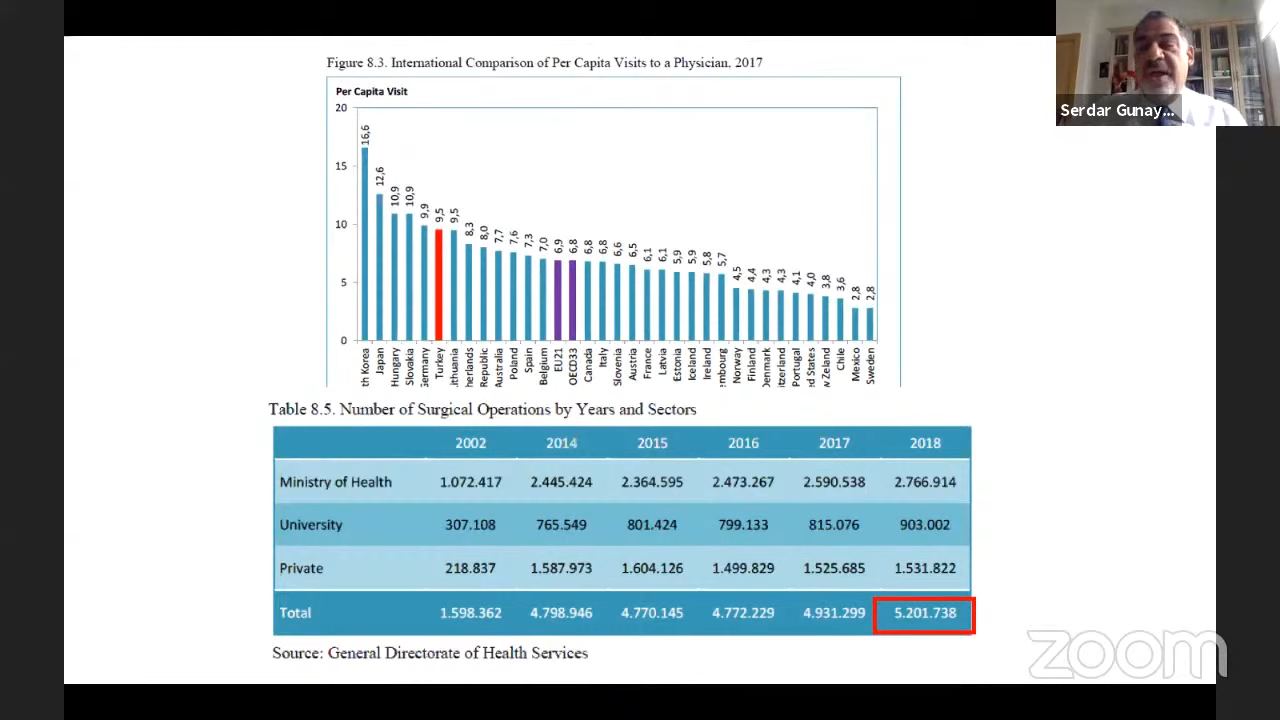 Figure 8.3. International Comparison of Per Capita Visits to a Physician, 2017
Serdar Gunay...
Per Capita Visit
20
15
10
5
0
16,6
12,6
10,9
10,9
9,9
9,5
9,5
8,3
8,0
7,7
7,6
7,3
7,0
6,9
6,8
6,8
6,8
6,6
6,5
6,1
6,1
5,9
5,9
5,8
5,7
4,5
4,4
4,3
4,3
4,1
4,0
3,8
3,6
2,8
2,8
th Korea
Japan
Hungary
Slovakia
Germany
Turkey
ithuania
herlands
Republic
Australia
Poland
Spain
Belgium
EU21
OECD33
Canada
Italy
Slovenia
Austria
France
Latvia
Estonia
Iceland
Ireland
embourg
Norway
Finland
Denmark
itzerland
Portugal
d States
w Zeland
Chile
Mexico
Sweden
Table 8.5. Number of Surgical Operations by Years and Sectors
2002 2014 2015 2016 2017 2018
Ministry of Health 1.072.417 2.445.424 2.364.595 2.473.267 2.590.538 2.766.914
University 307.108 765.549 801.424 799.133 815.076 903.002
Private 218.837 1.587.973 1.604.126 1.499.829 1.525.685 1.531.822
Total 1.598.362 4.798.946 4.770.145 4.772.229 4.931.299 5.201.738
Source: General Directorate of Health Services
zoom